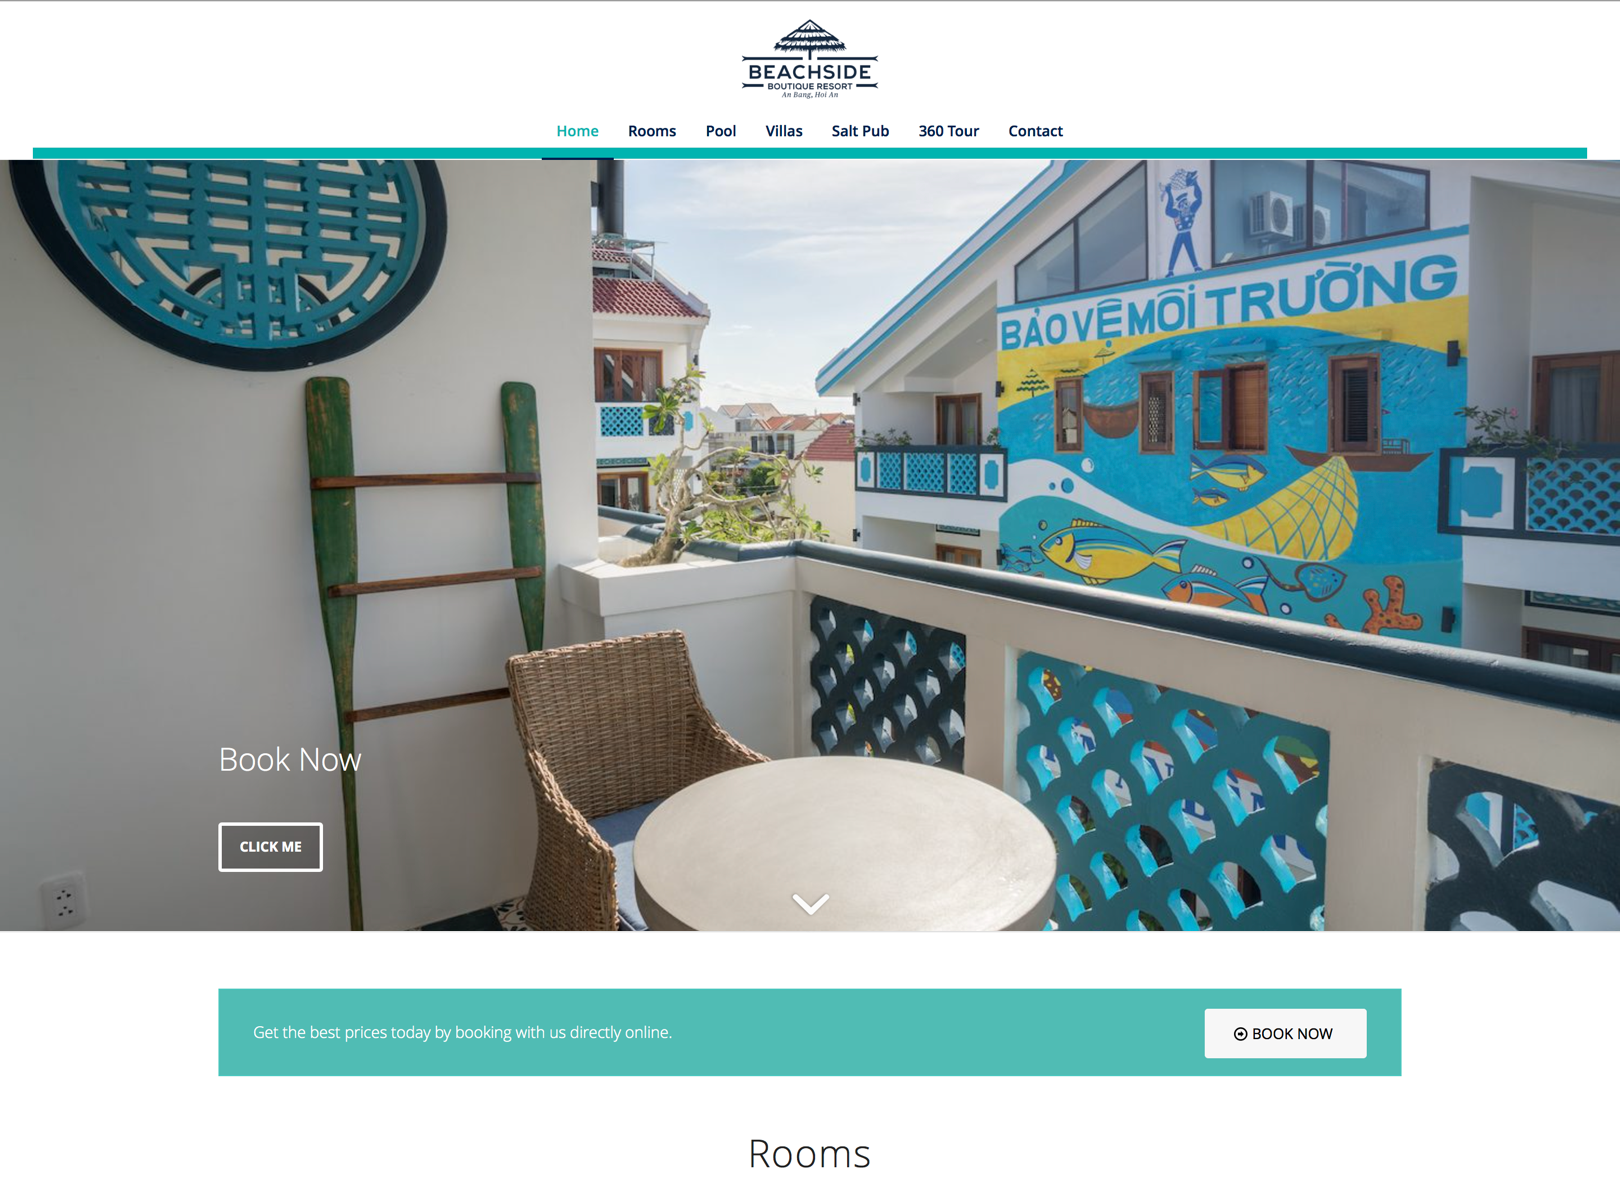 BEACHSIDE
BOUTIQUE RESORT
An Bang, Hoi An
Home Rooms Pool Villas Salt Pub 360 Tour Contact
BẢO VỆ MÔI TRƯỜNG
Book Now
CLICK ME
Get the best prices today by booking with us directly online.
BOOK NOW
Rooms